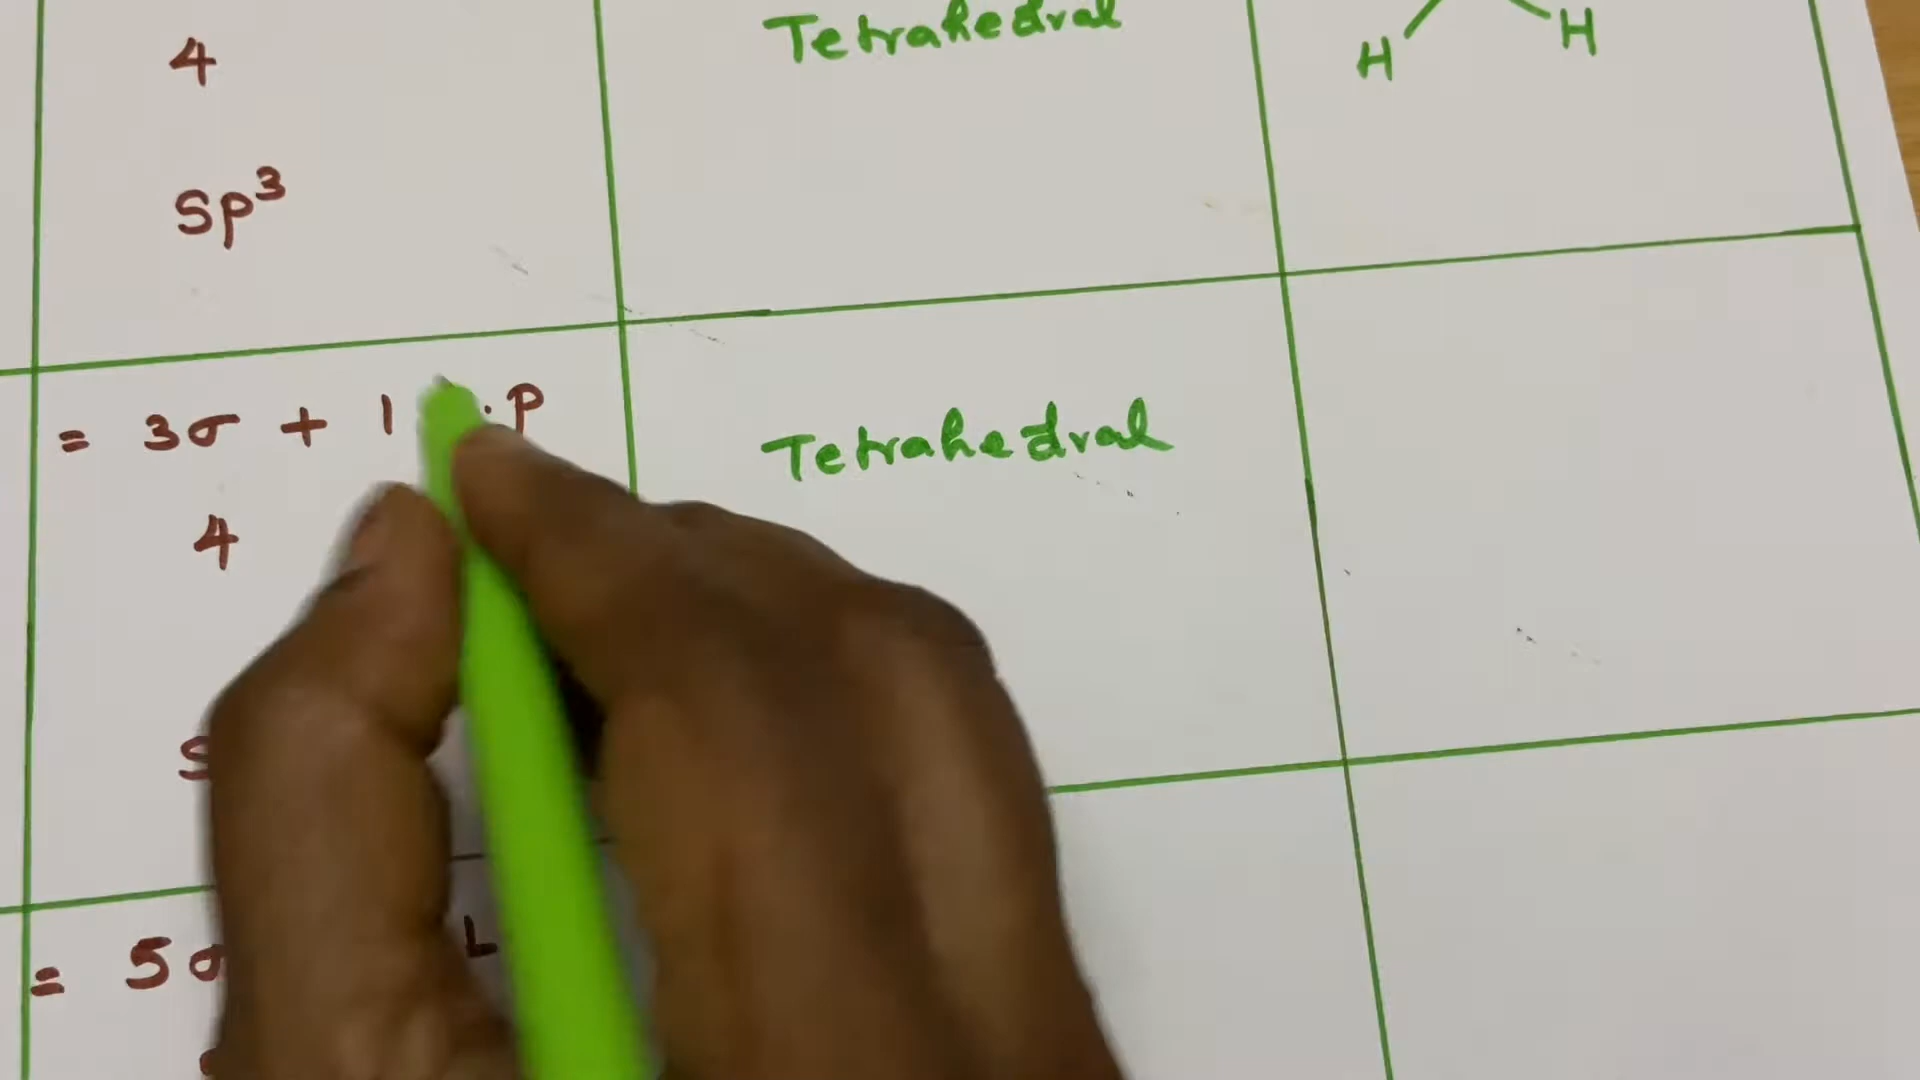 4
Tetrahedral
H
H
Sp³
= 3σ + 1 .P
Tetrahedral
4
S
L
= 5σ